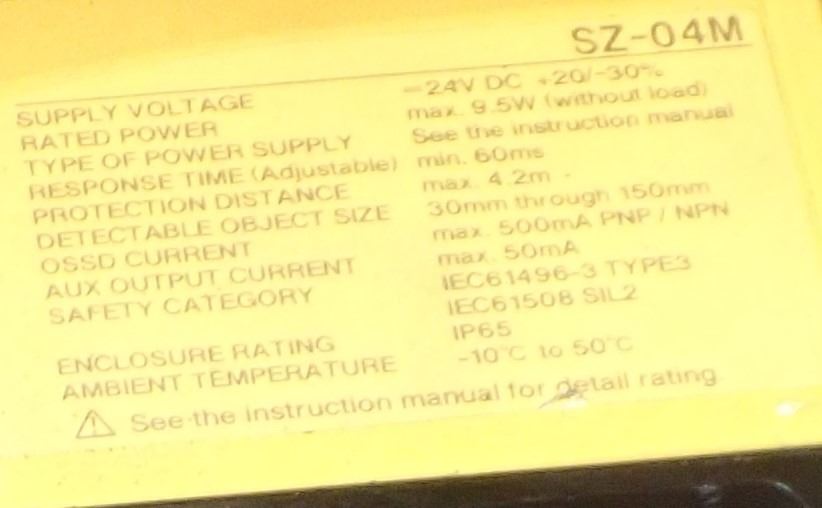 SZ-04M
SUPPLY VOLTAGE 24V DC +20/-30%
RATED POWER max. 9.5W (without load)
TYPE OF POWER SUPPLY See the instruction manual
RESPONSE TIME (Adjustable) min. 60ms
PROTECTION DISTANCE max. 4.2m
DETECTABLE OBJECT SIZE 30mm through 150mm
OSSD CURRENT max. 500mA PNP / NPN
AUX OUTPUT CURRENT max. 50mA
SAFETY CATEGORY IEC61496-3 TYPE3
IEC61508 SIL2
ENCLOSURE RATING IP65
AMBIENT TEMPERATURE -10°C to 50°C
⚠ See the instruction manual for detail rating.